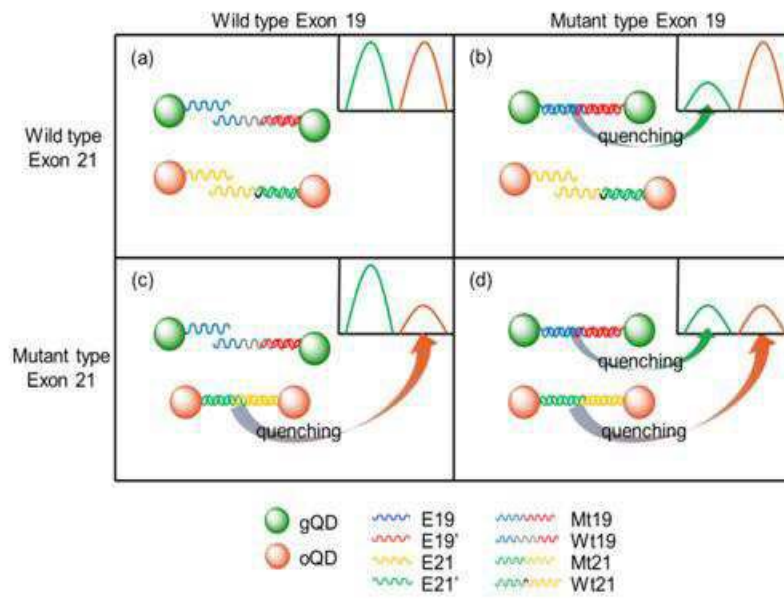 Wild type Exon 19
Mutant type Exon 19
Wild type
Exon 21
(a)
(b)
quenching
Mutant type
Exon 21
(c)
quenching
(d)
quenching
quenching
gQD
oQD
E19
E19'
E21
E21'
Mt19
Wt19
Mt21
Wt21